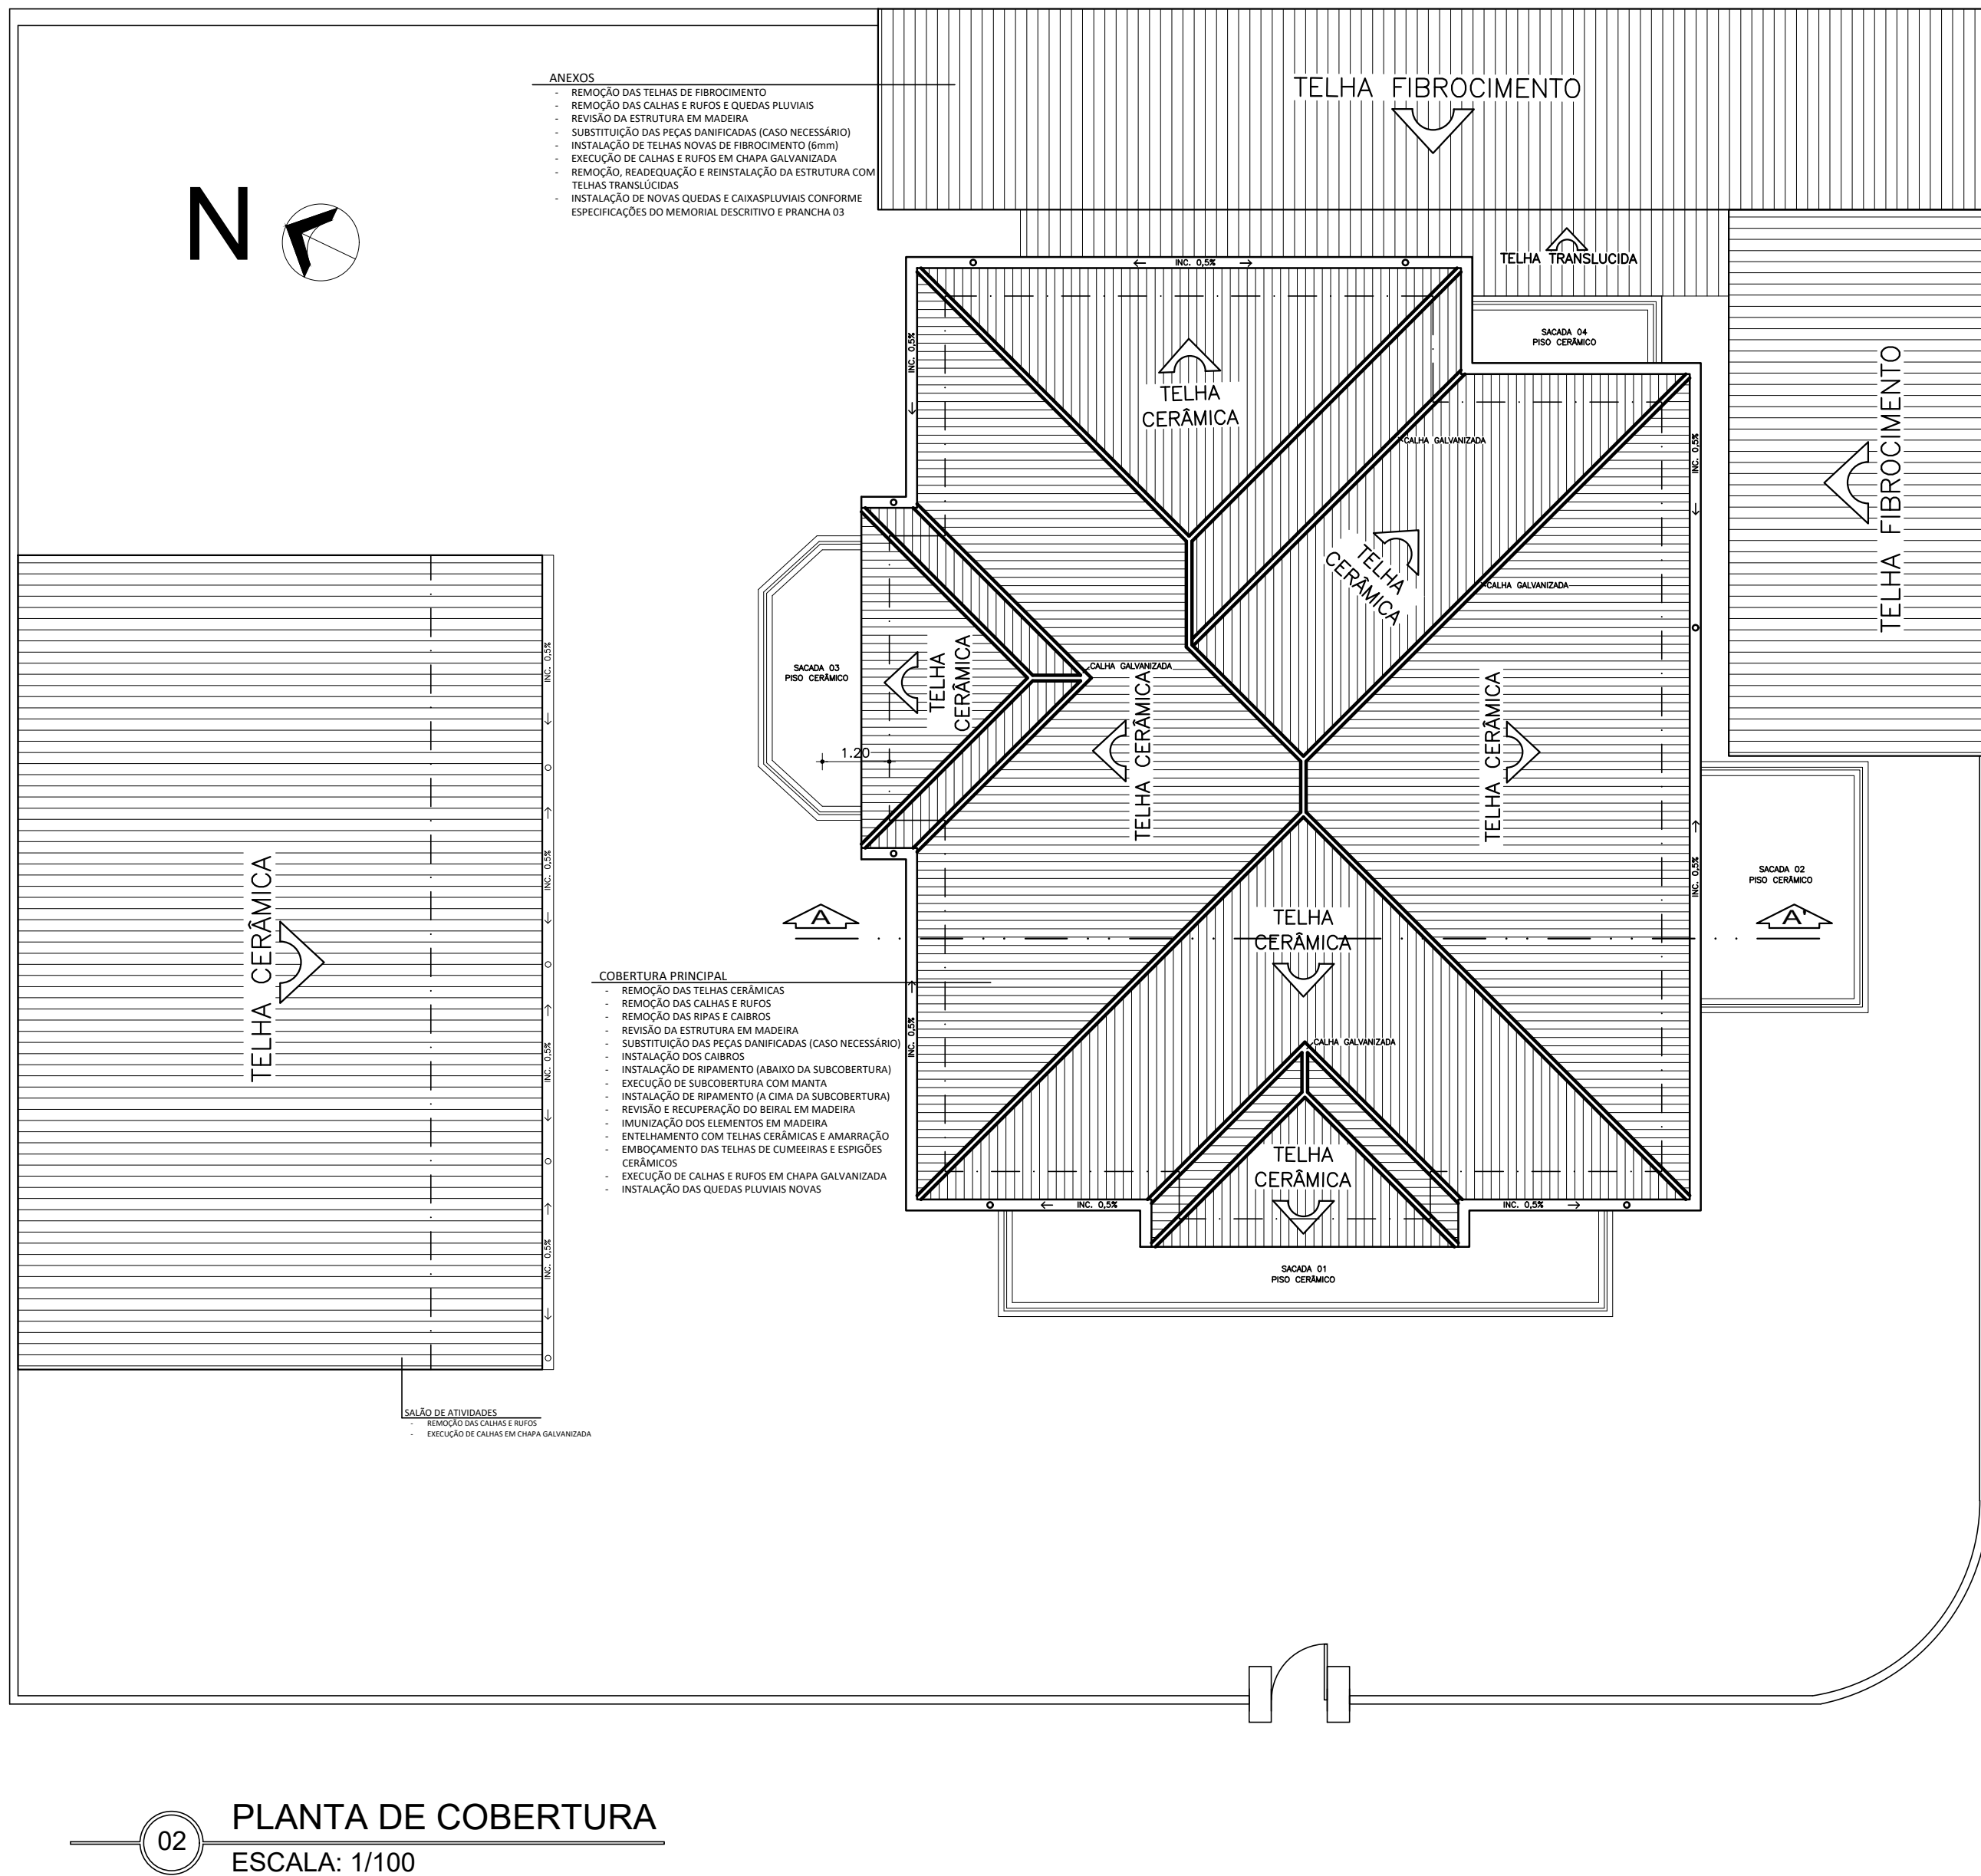 ANEXOS
- REMOÇÃO DAS TELHAS DE FIBROCIMENTO
- REMOÇÃO DAS CALHAS E RUFOS E QUEDAS PLUVIAIS
- REVISÃO DA ESTRUTURA EM MADEIRA
- SUBSTITUIÇÃO DAS PEÇAS DANIFICADAS (CASO NECESSÁRIO)
- INSTALAÇÃO DE TELHAS NOVAS DE FIBROCIMENTO (6mm)
- EXECUÇÃO DE CALHAS E RUFOS EM CHAPA GALVANIZADA
- REMOÇÃO, READEQUAÇÃO E REINSTALAÇÃO DA ESTRUTURA COM
TELHAS TRANSLÚCIDAS
- INSTALAÇÃO DE NOVAS QUEDAS E CAIXASPLUVIAIS CONFORME
ESPECIFICAÇÕES DO MEMORIAL DESCRITIVO E PRANCHA 03
TELHA FIBROCIMENTO
N
TELHA TRANSLUCIDA
INC. 0,5%
SACADA 04
PISO CERÂMICO
INC. 0,5%
TELHA
CERÂMICA
CALHA GALVANIZADA
INC. 0,5%
TELHA FIBROCIMENTO
TELHA
CERÂMICA
CALHA GALVANIZADA
INC. 0,5%
SACADA 03
PISO CERÂMICO
TELHA
CERÂMICA
CALHA GALVANIZADA
TELHA CERÂMICA
TELHA CERÂMICA
1.20
INC. 0,5%
INC. 0,5%
SACADA 02
PISO CERÂMICO
TELHA CERÂMICA
A
TELHA
CERÂMICA
A'
COBERTURA PRINCIPAL
- REMOÇÃO DAS TELHAS CERÂMICAS
- REMOÇÃO DAS CALHAS E RUFOS
- REMOÇÃO DAS RIPAS E CAIBROS
- REVISÃO DA ESTRUTURA EM MADEIRA
- SUBSTITUIÇÃO DAS PEÇAS DANIFICADAS (CASO NECESSÁRIO)
- INSTALAÇÃO DOS CAIBROS
- INSTALAÇÃO DE RIPAMENTO (ABAIXO DA SUBCOBERTURA)
- EXECUÇÃO DE SUBCOBERTURA COM MANTA
- INSTALAÇÃO DE RIPAMENTO (A CIMA DA SUBCOBERTURA)
- REVISÃO E RECUPERAÇÃO DO BEIRAL EM MADEIRA
- IMUNIZAÇÃO DOS ELEMENTOS EM MADEIRA
- ENTELHAMENTO COM TELHAS CERÂMICAS E AMARRAÇÃO
- EMBOÇAMENTO DAS TELHAS DE CUMEEIRAS E ESPIGÕES
CERÂMICOS
- EXECUÇÃO DE CALHAS E RUFOS EM CHAPA GALVANIZADA
- INSTALAÇÃO DAS QUEDAS PLUVIAIS NOVAS
INC. 0,5%
INC. 0,5%
CALHA GALVANIZADA
TELHA
CERÂMICA
INC. 0,5%
INC. 0,5%
INC. 0,5%
SACADA 01
PISO CERÂMICO
SALÃO DE ATIVIDADES
- REMOÇÃO DAS CALHAS E RUFOS
- EXECUÇÃO DE CALHAS EM CHAPA GALVANIZADA
02
PLANTA DE COBERTURA
ESCALA: 1/100